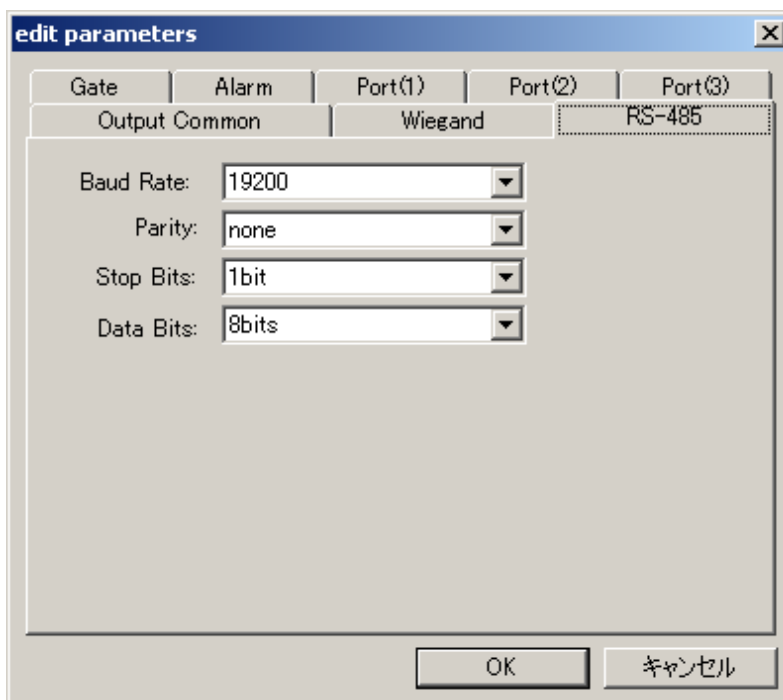 edit parameters
Gate Alarm Port(1) Port(2) Port(3)
Output Common Wiegand RS-485
Baud Rate: 19200
Parity: none
Stop Bits: 1bit
Data Bits: 8bits
OK キャンセル